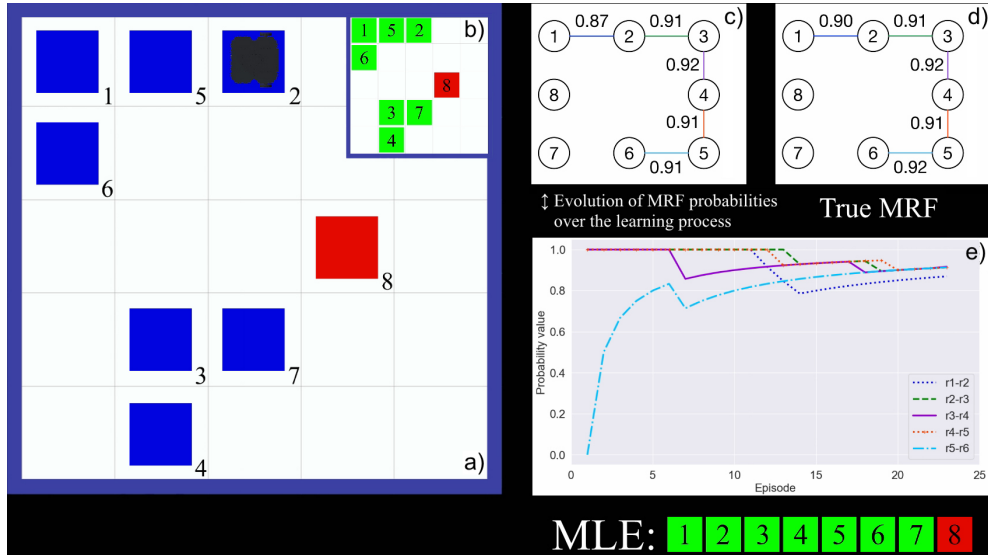 1 5 2
6
8
3 7
4
a)
1 5 2
6
8
3 7
4
b)
c)
0.87 0.91
1 2 3
0.92
8 4
0.91
7 6 5
0.91
d)
0.90 0.91
1 2 3
0.92
8 4
0.91
7 6 5
0.92
↕ Evolution of MRF probabilities
over the learning process
True MRF
e)
1.0
0.8
0.6
0.4
0.2
0.0
Probability value
0 5 10 15 20 25
Episode
r1-r2
r2-r3
r3-r4
r4-r5
r5-r6
MLE: 1 2 3 4 5 6 7 8